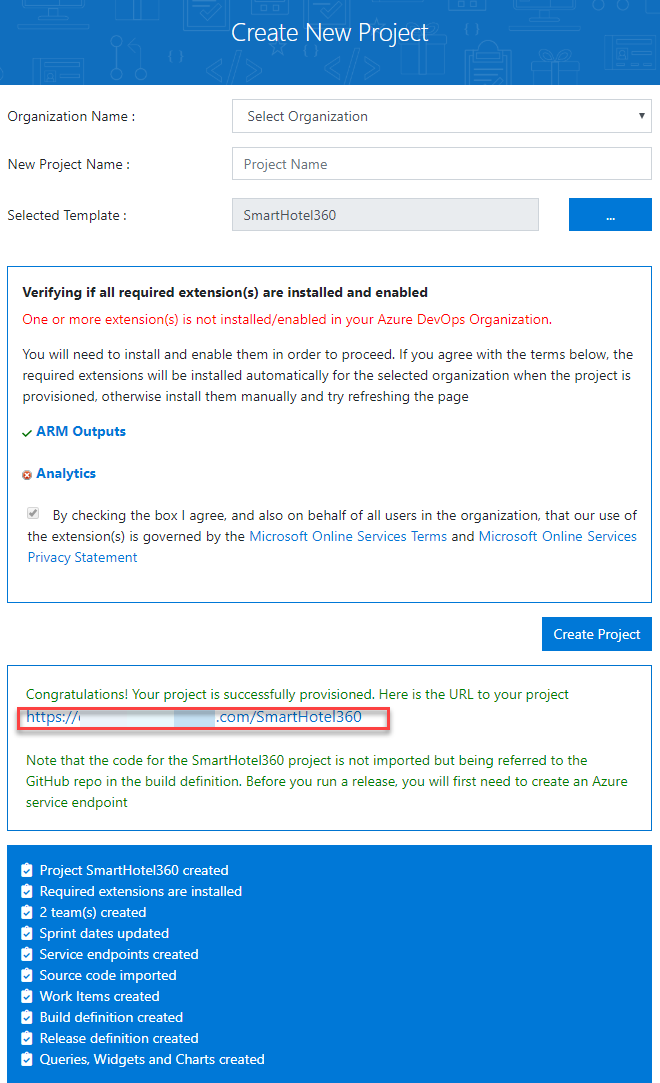 Create New Project
Organization Name :
Select Organization
New Project Name :
Project Name
Selected Template :
SmartHotel360
...
Verifying if all required extension(s) are installed and enabled
One or more extension(s) is not installed/enabled in your Azure DevOps Organization.
You will need to install and enable them in order to proceed. If you agree with the terms below, the
required extensions will be installed automatically for the selected organization when the project is
provisioned, otherwise install them manually and try refreshing the page
ARM Outputs
Analytics
By checking the box I agree, and also on behalf of all users in the organization, that our use of
the extension(s) is governed by the Microsoft Online Services Terms and Microsoft Online Services
Privacy Statement
Create Project
Congratulations! Your project is successfully provisioned. Here is the URL to your project
https:// .com/SmartHotel360
Note that the code for the SmartHotel360 project is not imported but being referred to the
GitHub repo in the build definition. Before you run a release, you will first need to create an Azure
service endpoint
Project SmartHotel360 created
Required extensions are installed
2 team(s) created
Sprint dates updated
Service endpoints created
Source code imported
Work Items created
Build definition created
Release definition created
Queries, Widgets and Charts created